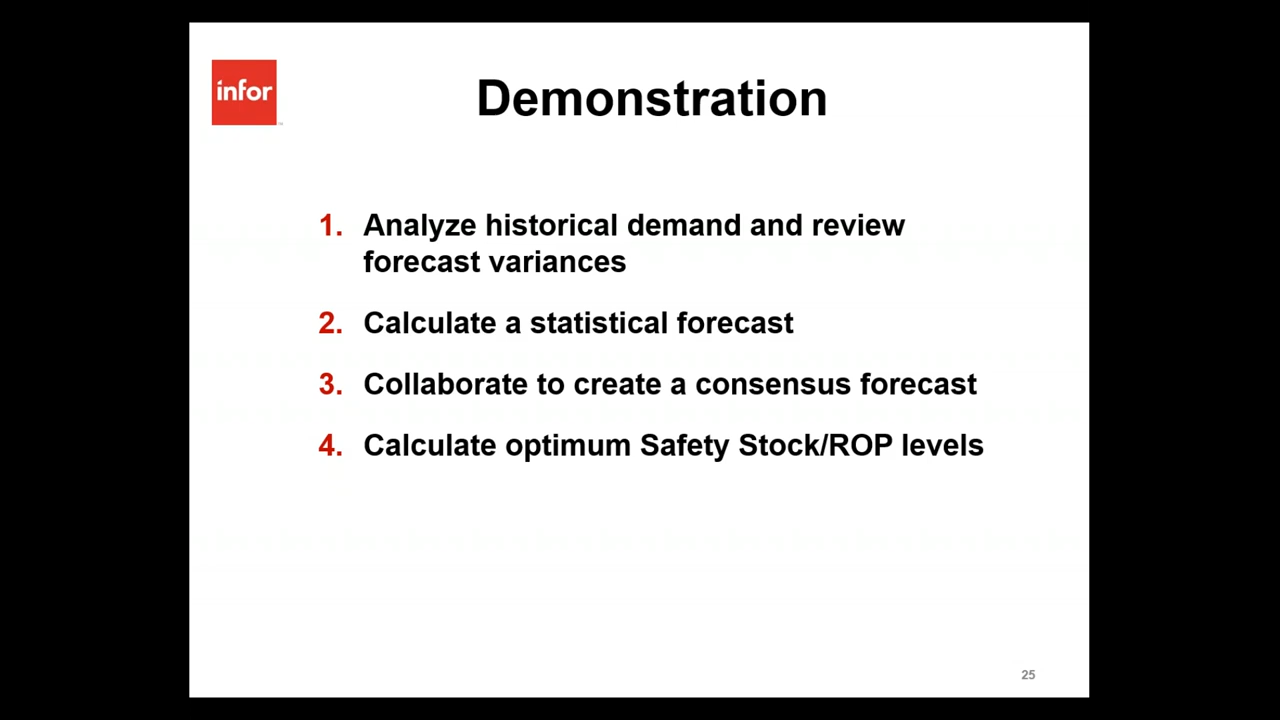 infor
Demonstration
1. Analyze historical demand and review
forecast variances
2. Calculate a statistical forecast
3. Collaborate to create a consensus forecast
4. Calculate optimum Safety Stock/ROP levels
25